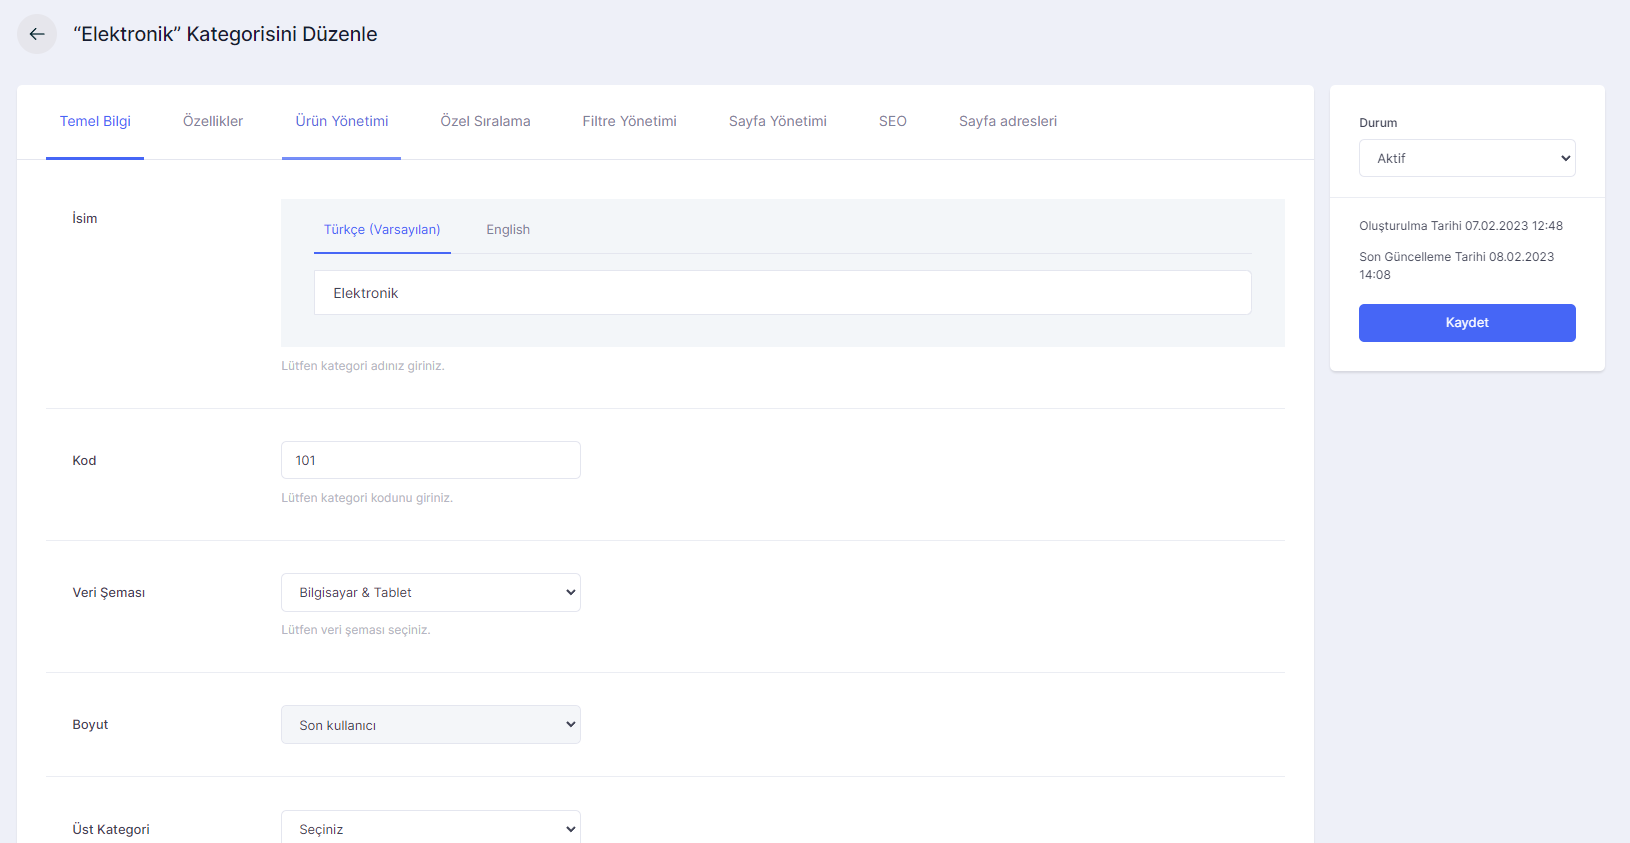 “Elektronik” Kategorisini Düzenle
Temel Bilgi
Özellikler
Ürün Yönetimi
Özel Sıralama
Filtre Yönetimi
Sayfa Yönetimi
SEO
Sayfa adresleri
İsim
Türkçe (Varsayılan)
English
Elektronik
Lütfen kategori adınız giriniz.
Kod
101
Lütfen kategori kodunu giriniz.
Veri Şeması
Bilgisayar & Tablet
Lütfen veri şeması seçiniz.
Boyut
Son kullanıcı
Üst Kategori
Seçiniz
Durum
Aktif
Oluşturulma Tarihi 07.02.2023 12:48
Son Güncelleme Tarihi 08.02.2023
14:08
Kaydet